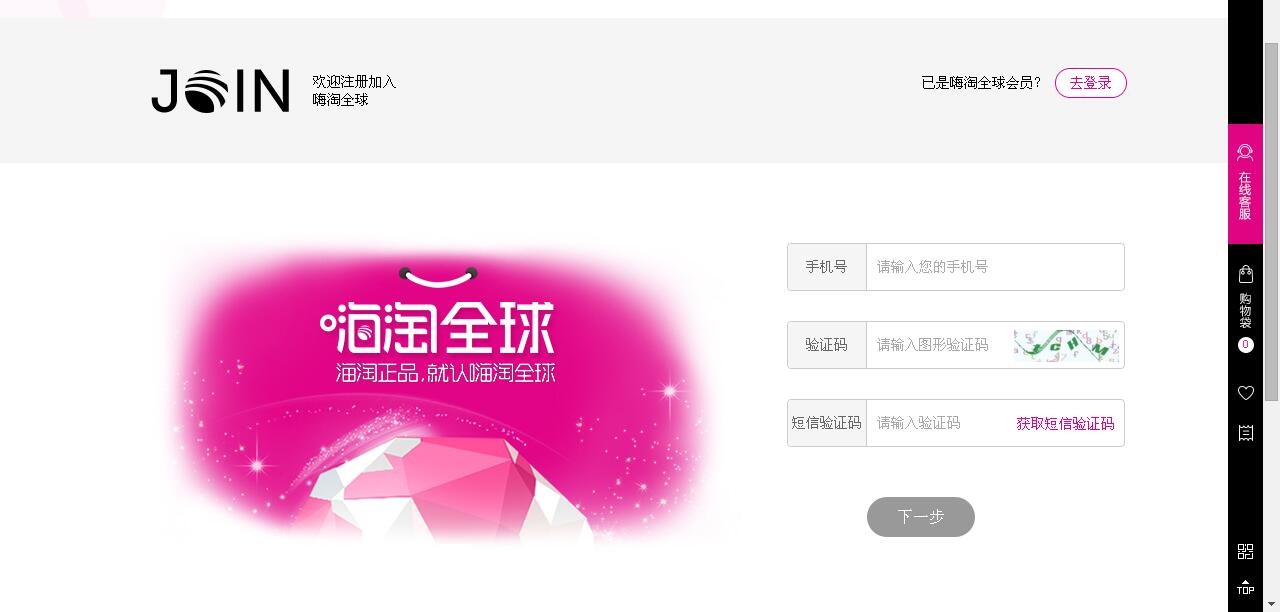 JOIN
欢迎注册加入
嗨淘全球
已是嗨淘全球会员?
去登录
嗨淘全球
海淘正品,就认嗨淘全球
手机号
请输入您的手机号
验证码
请输入图形验证码
短信验证码
请输入验证码
获取短信验证码
下一步
在线客服
购物袋
0
TOP